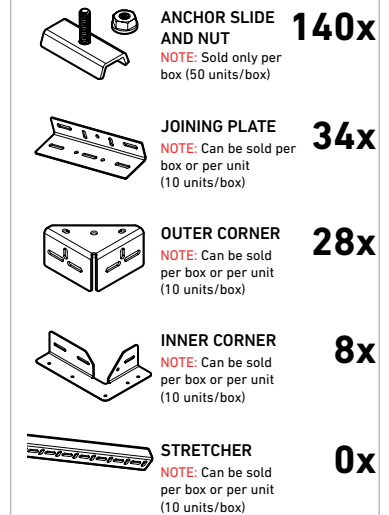 ANCHOR SLIDE
AND NUT
140x
NOTE: Sold only per
box (50 units/box)
JOINING PLATE
34x
NOTE: Can be sold per
box or per unit
(10 units/box)
OUTER CORNER
28x
NOTE: Can be sold
per box or per unit
(10 units/box)
INNER CORNER
8x
NOTE: Can be sold
per box or per unit
(10 units/box)
STRETCHER
0x
NOTE: Can be sold
per box or per unit
(10 units/box)